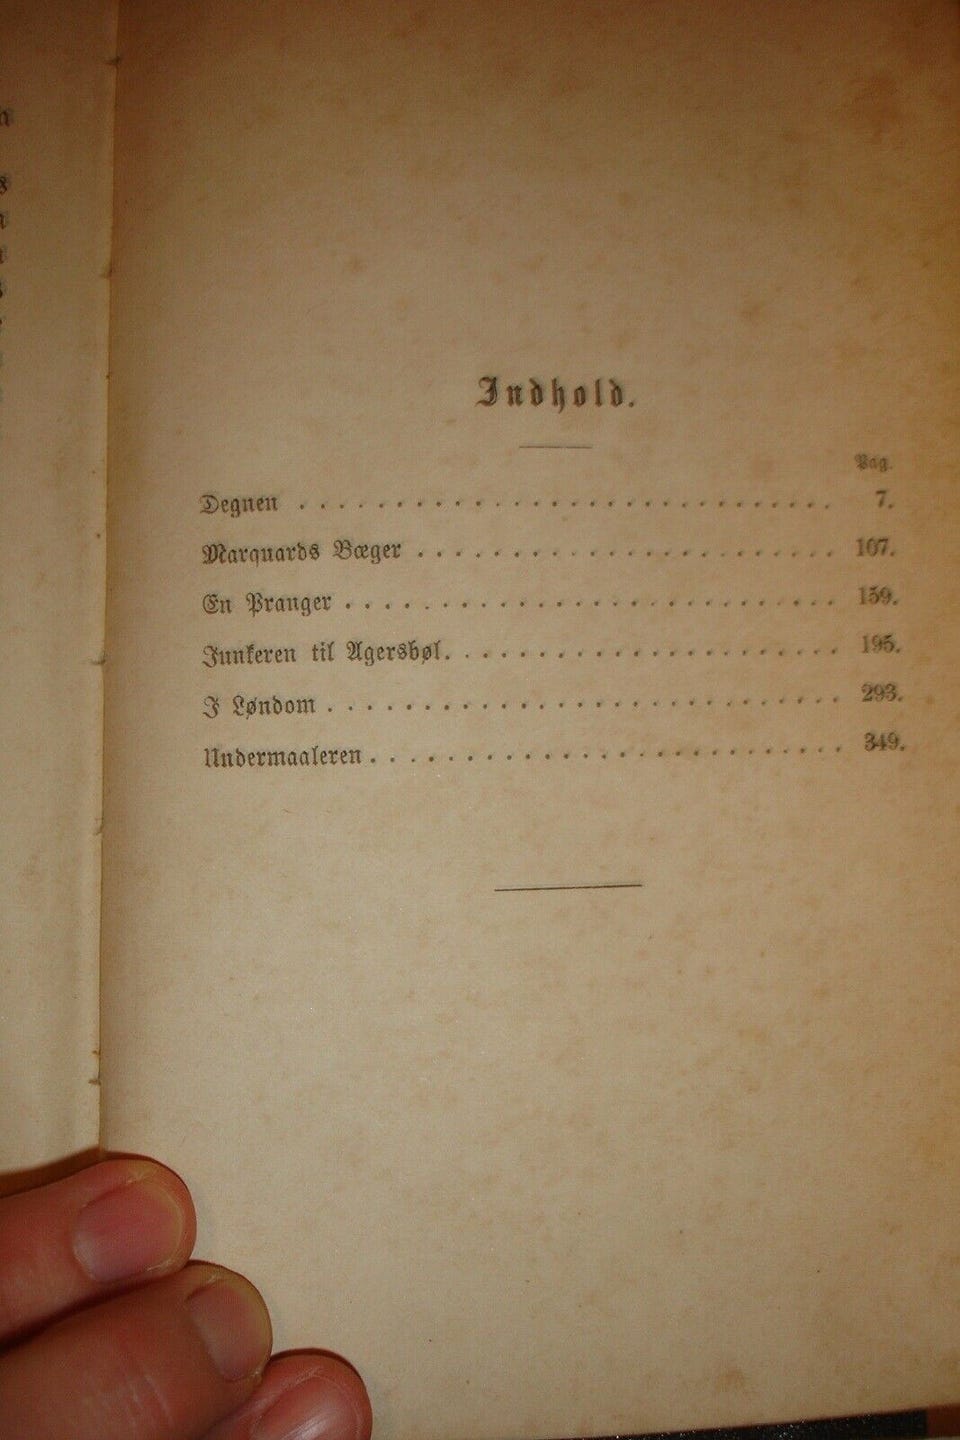 Indhold.
Pag.
Degnen . . . . . . . . . . . . . . . . . . . . . . . . . . . . 7.
Marquards Bæger . . . . . . . . . . . . . . . . . . . . . . 107.
En Pranger . . . . . . . . . . . . . . . . . . . . . . . . . . 159.
Junkeren til Agersbøl. . . . . . . . . . . . . . . . . . . . . 195.
I Løndom . . . . . . . . . . . . . . . . . . . . . . . . . . . 293.
Undermaaleren . . . . . . . . . . . . . . . . . . . . . . . . . 349.